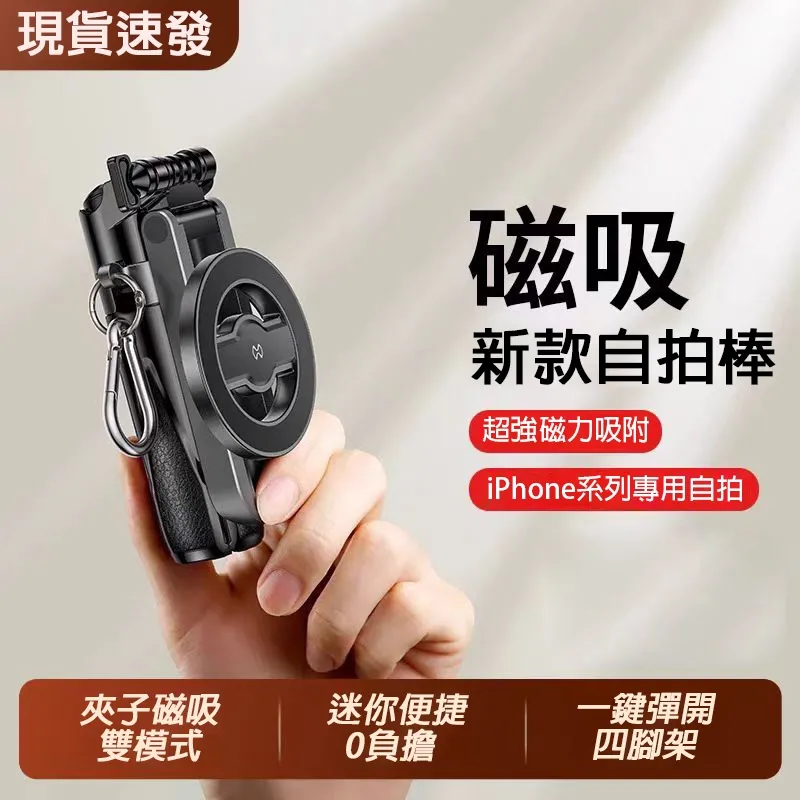 現貨速發
磁吸
新款自拍棒
超強磁力吸附
iPhone系列專用自拍
夾子磁吸
雙模式
迷你便捷
0負擔
一鍵彈開
四腳架